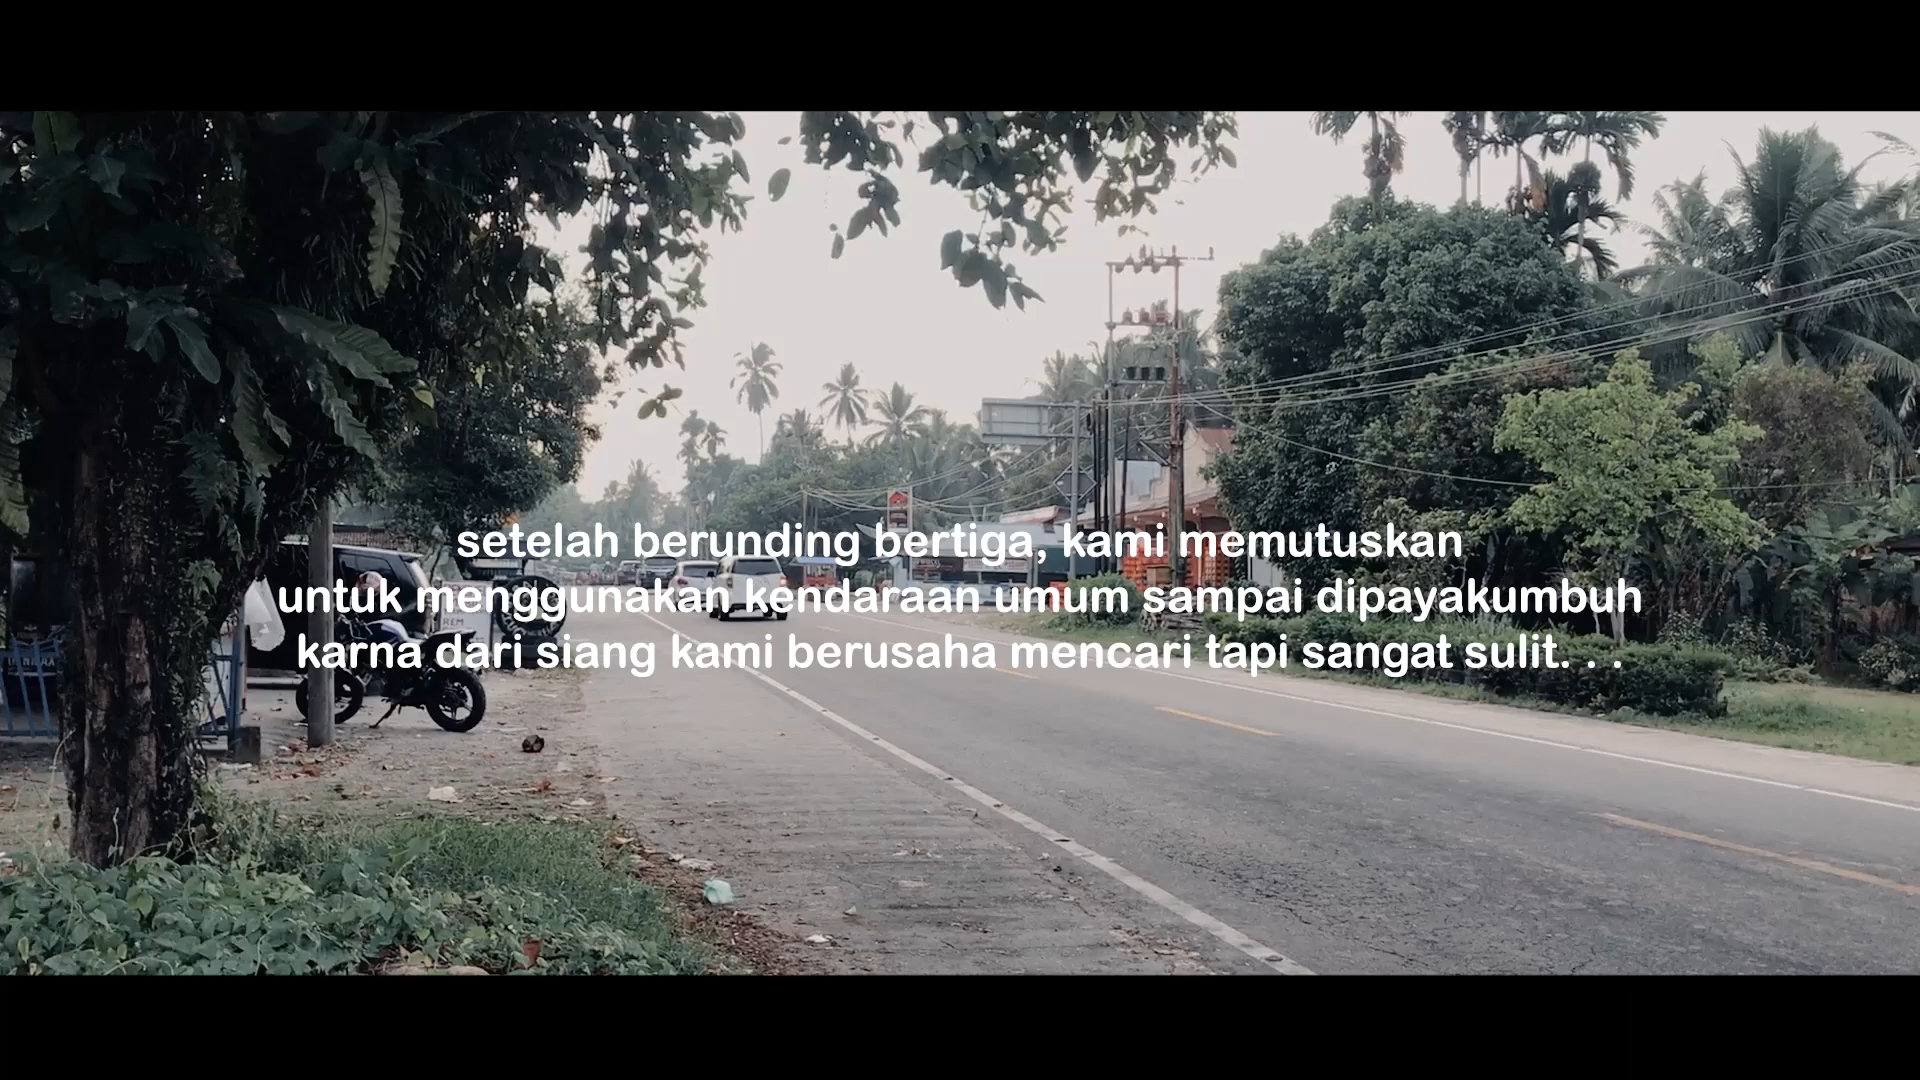 setelah berunding bertiga, kami memutuskan
untuk menggunakan kendaraan umum sampai dipayakumbuh
karna dari siang kami berusaha mencari tapi sangat sulit. . .
REM